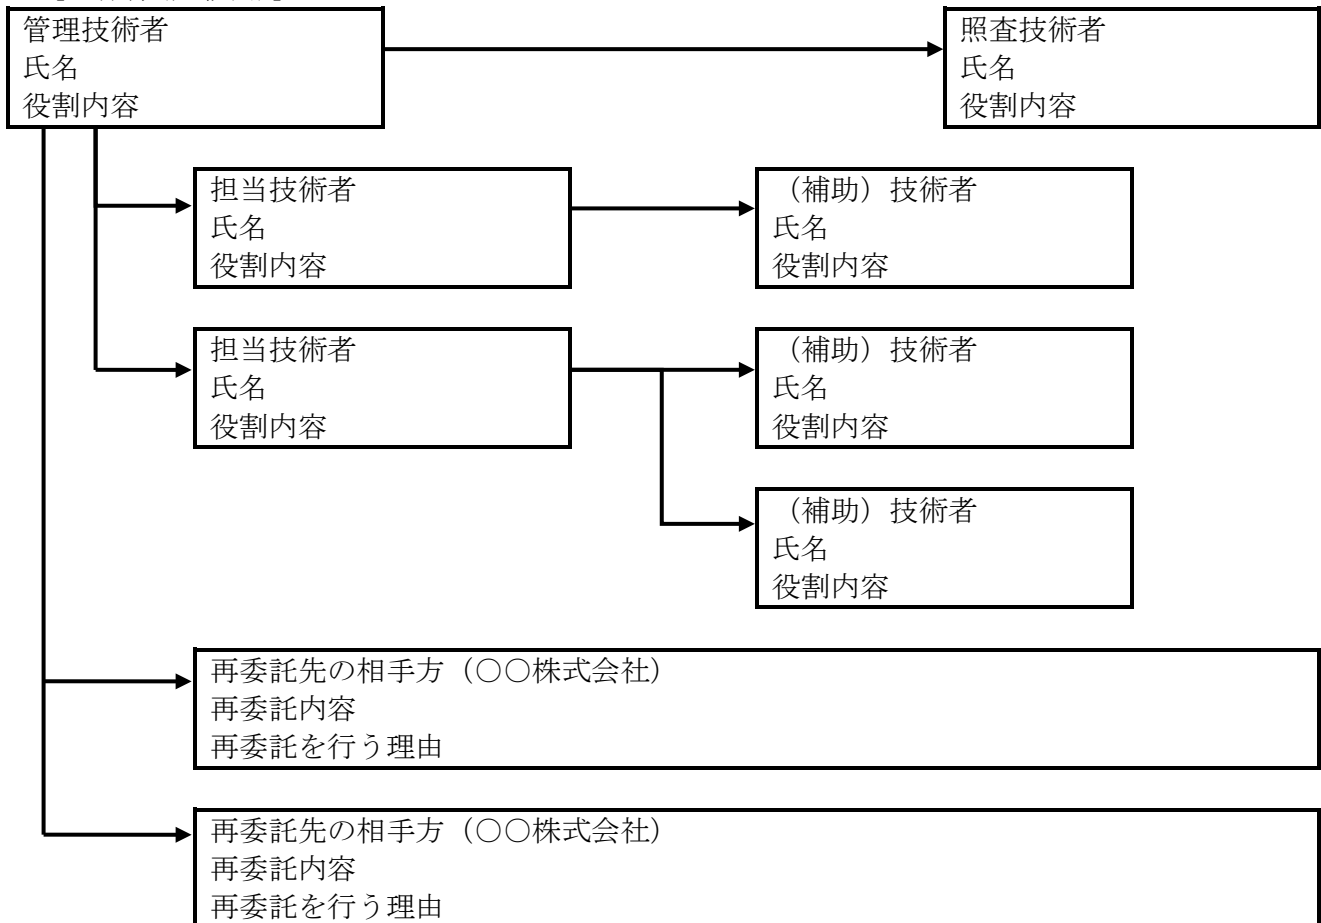 管理技術者
氏名
役割内容
照査技術者
氏名
役割内容
担当技術者
氏名
役割内容
（補助）技術者
氏名
役割内容
担当技術者
氏名
役割内容
（補助）技術者
氏名
役割内容
（補助）技術者
氏名
役割内容
再委託先の相手方（○○株式会社）
再委託内容
再委託を行う理由
再委託先の相手方（○○株式会社）
再委託内容
再委託を行う理由